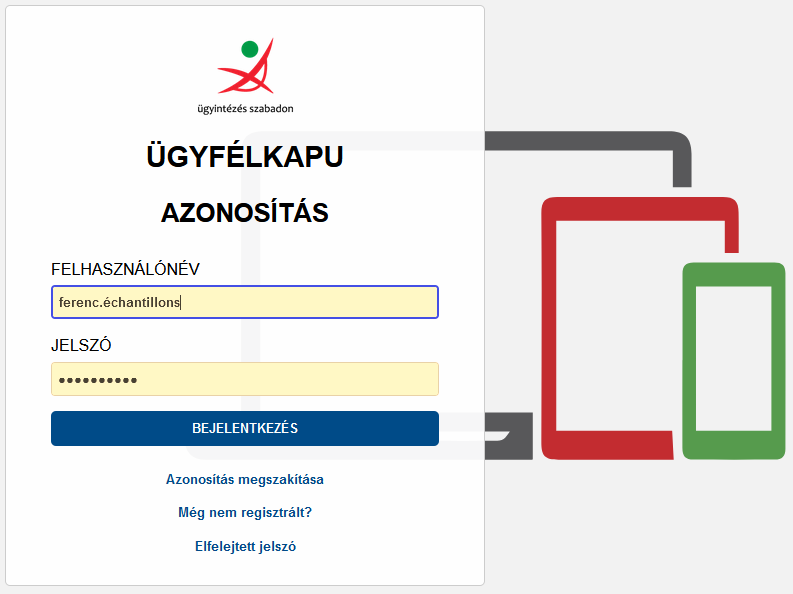 ügyintézés szabadon
ÜGYFÉLKAPU
AZONOSÍTÁS
FELHASZNÁLÓNÉV
ferenc.échantillons
JELSZÓ
••••••••••
BEJELENTKEZÉS
Azonosítás megszakítása
Még nem regisztrált?
Elfelejtett jelszó